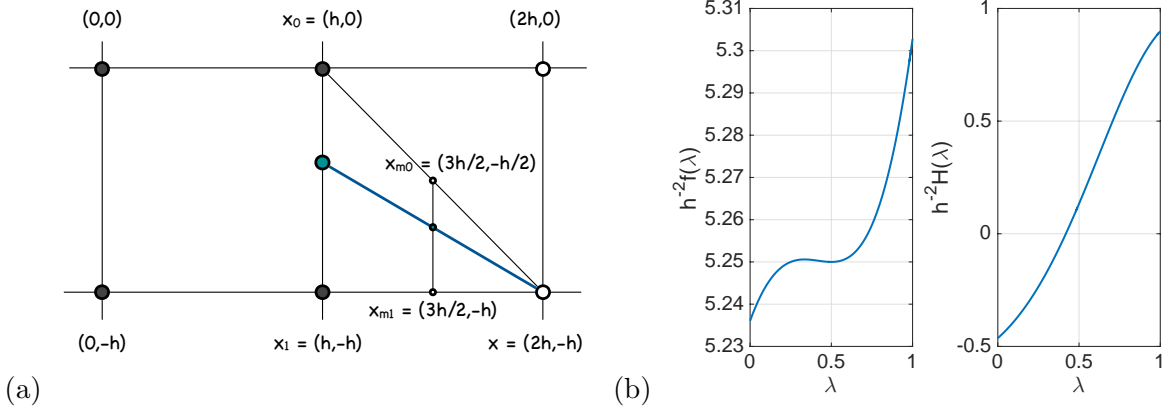 (0,0)
x₀ = (h,0)
(2h,0)
xₘ₀ = (3h/2,-h/2)
xₘ₁ = (3h/2,-h)
(0,-h)
x₁ = (h,-h)
x = (2h,-h)
(a)
5.31
5.3
5.29
5.28
5.27
5.26
5.25
5.24
5.23
h⁻²f(λ)
0
0.5
1
λ
1
0.5
0
-0.5
h⁻²H(λ)
0
0.5
1
λ
(b)